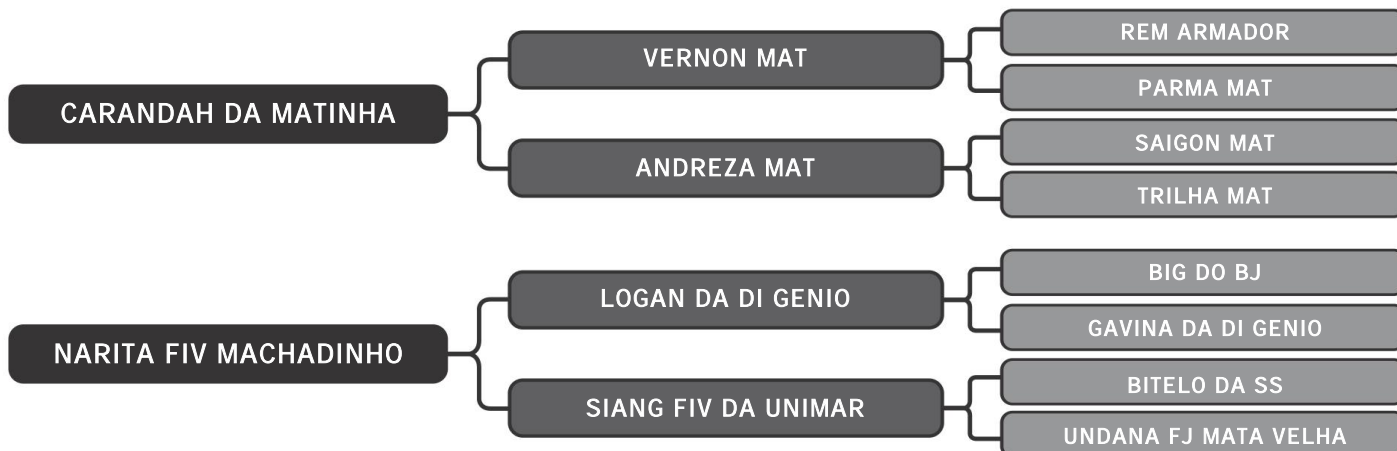 CARANDAH DA MATINHA
VERNON MAT
REM ARMADOR
PARMA MAT
ANDREZA MAT
SAIGON MAT
TRILHA MAT
NARITA FIV MACHADINHO
LOGAN DA DI GENIO
BIG DO BJ
GAVINA DA DI GENIO
SIANG FIV DA UNIMAR
BITELO DA SS
UNDANA FJ MATA VELHA